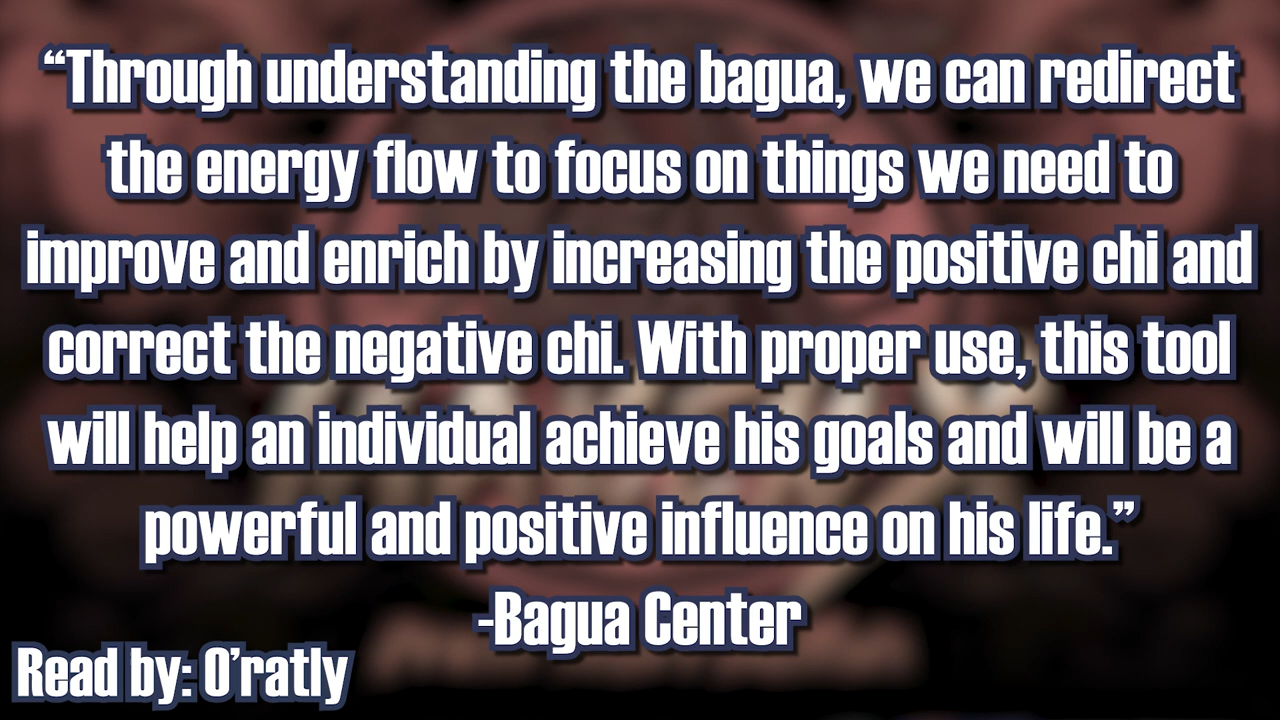 “Through understanding the bagua, we can redirect
the energy flow to focus on things we need to
improve and enrich by increasing the positive chi and
correct the negative chi. With proper use, this tool
will help an individual achieve his goals and will be a
powerful and positive influence on his life.”
-Bagua Center
Read by: O’ratly